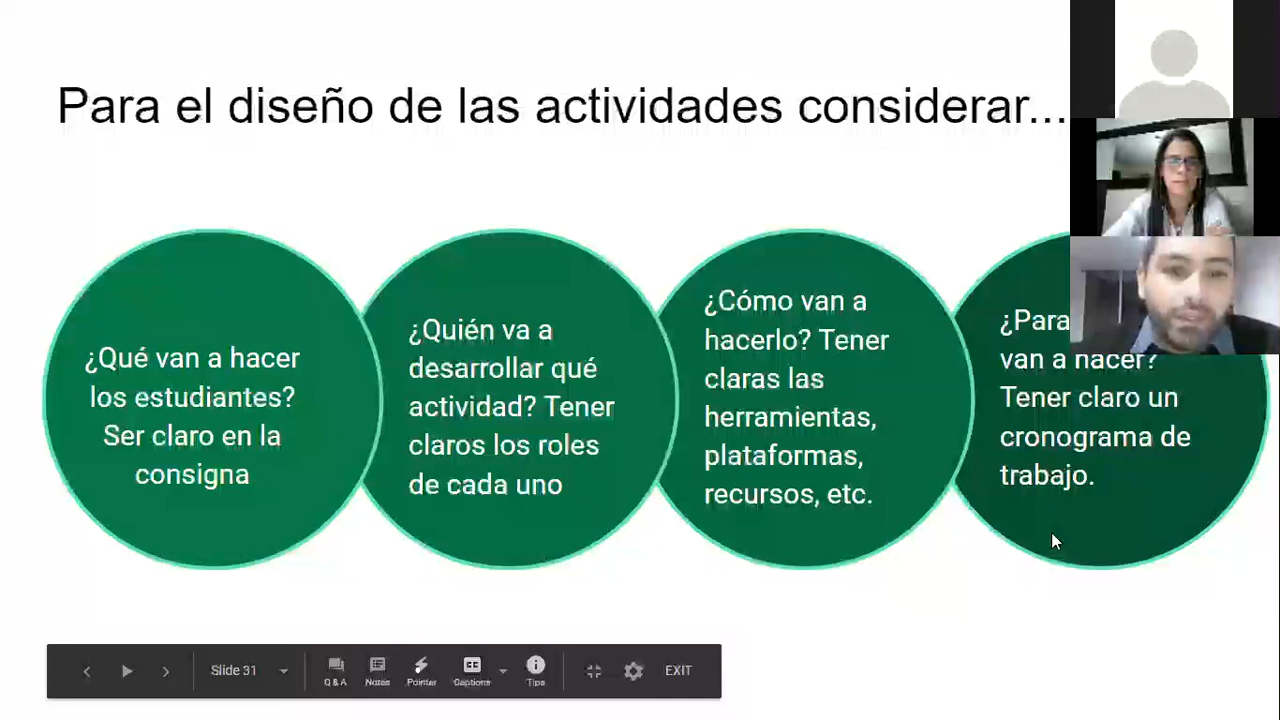 Para el diseño de las actividades considerar...
¿Qué van a hacer
los estudiantes?
Ser claro en la
consigna
¿Quién va a
desarrollar qué
actividad? Tener
claros los roles
de cada uno
¿Cómo van a
hacerlo? Tener
claras las
herramientas,
plataformas,
recursos, etc.
¿Para
van a hacer?
Tener claro un
cronograma de
trabajo.
Slide 31
Q & A
Notes
Pointer
Captions
Tips
EXIT